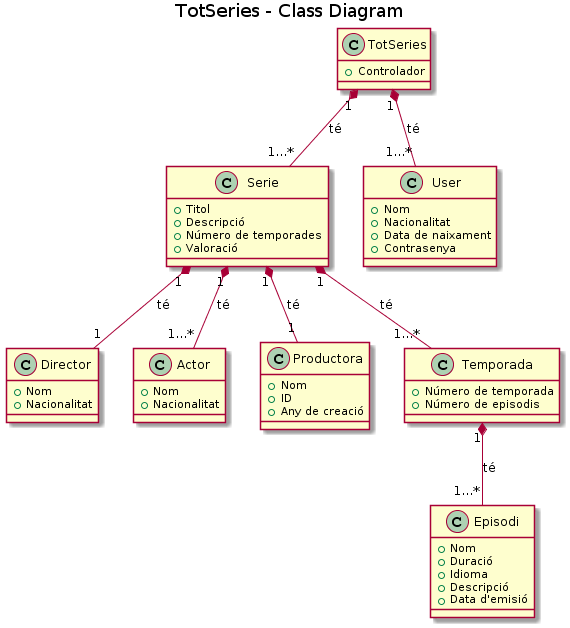 TotSeries - Class Diagram
C TotSeries
Controlador
1 1
té té
1...* 1...*
C Serie
Titol
Descripció
Número de temporades
Valoració
C User
Nom
Nacionalitat
Data de naixament
Contrasenya
1 1 1 1
té té té té
1 1...* 1 1...*
C Director
Nom
Nacionalitat
C Actor
Nom
Nacionalitat
C Productora
Nom
ID
Any de creació
C Temporada
Número de temporada
Número de episodis
1
té
1...*
C Episodi
Nom
Duració
Idioma
Descripció
Data d'emisió